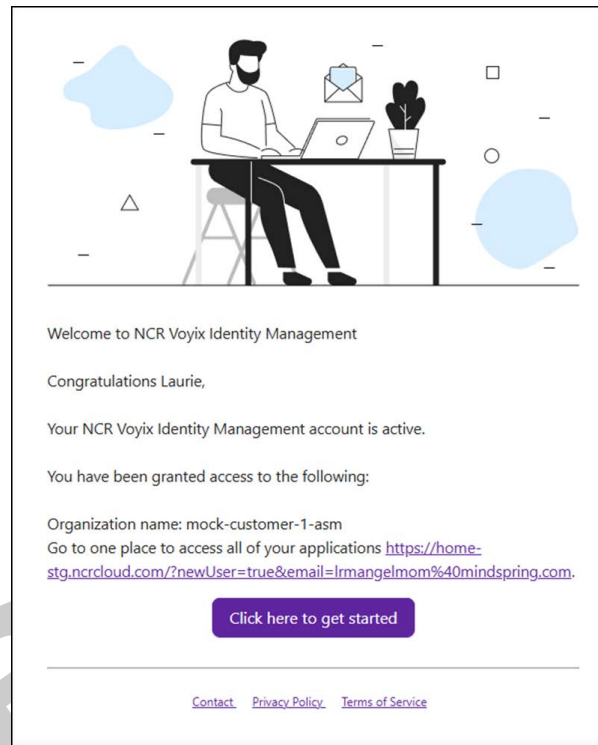 Welcome to NCR Voyix Identity Management
Congratulations Laurie,
Your NCR Voyix Identity Management account is active.
You have been granted access to the following:
Organization name: mock-customer-1-asm
Go to one place to access all of your applications https://home-
stg.ncrcloud.com/?newUser=true&email=lrmangelmom%40mindspring.com.
Click here to get started
Contact Privacy Policy Terms of Service